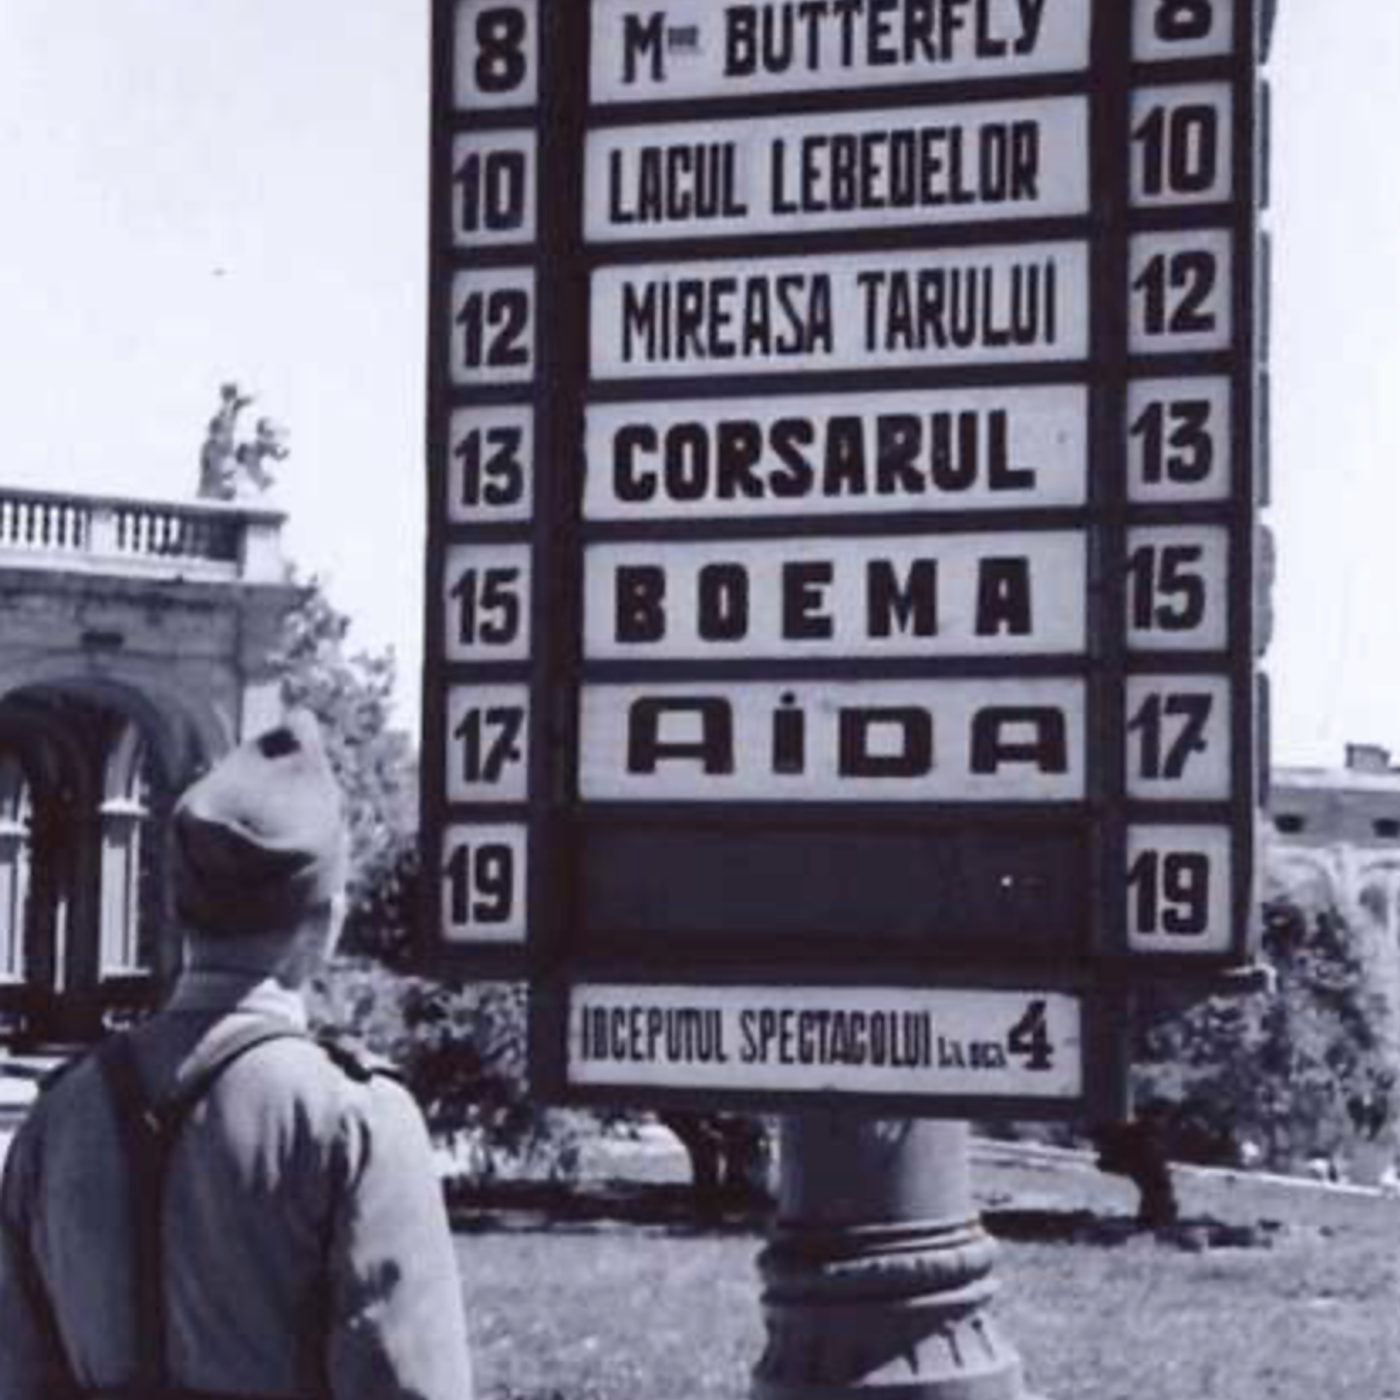 8 Mme BUTTERFLY 8
10 LACUL LEBEDELOR 10
12 MIREASA TARULUI 12
13 CORSARUL 13
15 BOEMA 15
17 AiDA 17
19 19
INCEPUTUL SPECTACOLULUI LA ORA 4